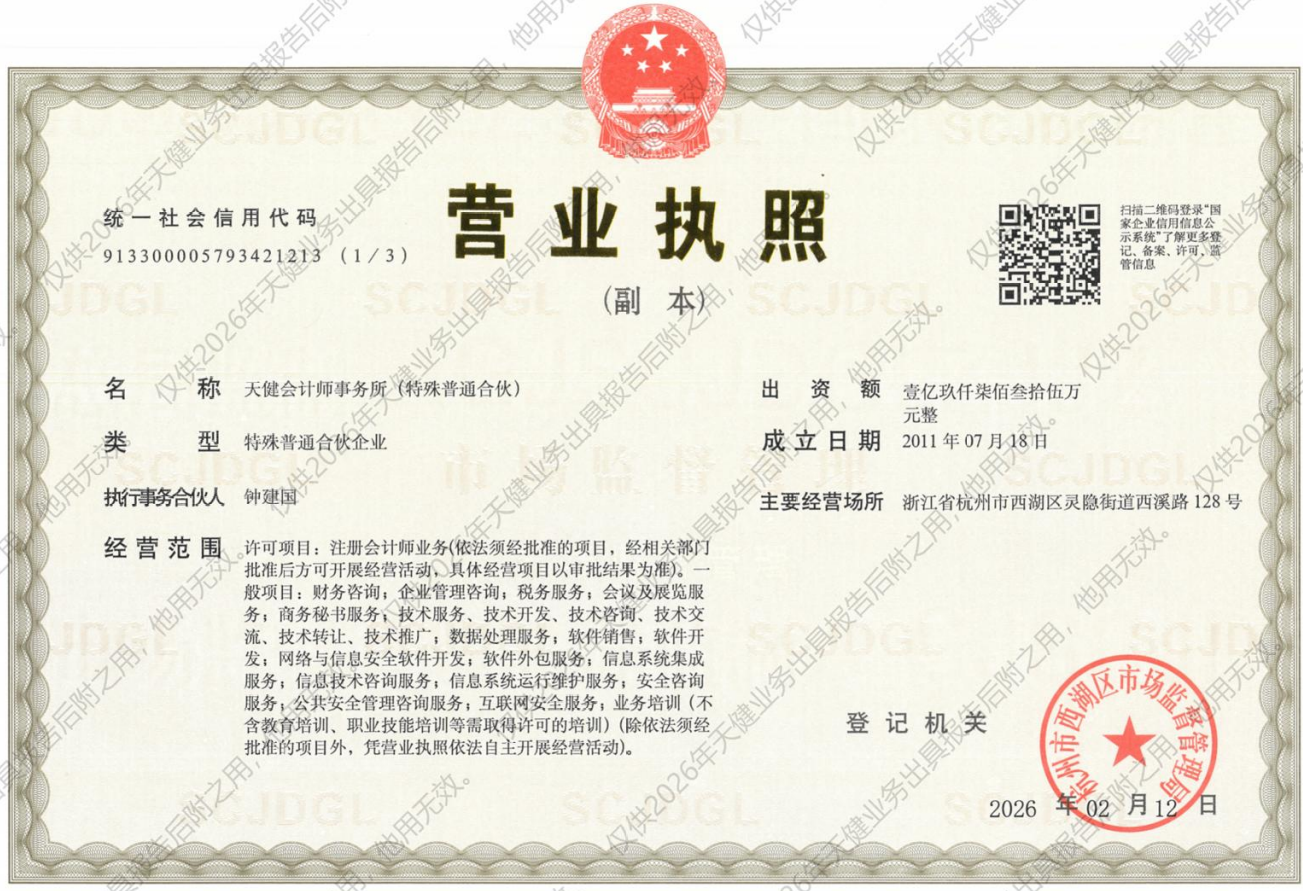 营业执照
(副 本)
统一社会信用代码
913300005793421213 (1/3)
扫描二维码登录“国
家企业信用信息公
示系统”了解更多登
记、备案、许可、监
管信息
名 称 天健会计师事务所(特殊普通合伙)
类 型 特殊普通合伙企业
执行事务合伙人 钟建国
经营范围 许可项目:注册会计师业务(依法须经批准的项目,经相关部门
批准后方可开展经营活动,具体经营项目以审批结果为准)。一
般项目:财务咨询;企业管理咨询;税务服务;会议及展览服
务;商务秘书服务;技术服务、技术开发、技术咨询、技术交
流、技术转让、技术推广;数据处理服务;软件销售;软件开
发;网络与信息安全软件开发;软件外包服务;信息系统集成
服务;信息技术咨询服务;信息系统运行维护服务;安全咨询
服务;公共安全管理咨询服务;互联网安全服务;业务培训(不
含教育培训、职业技能培训等需取得许可的培训)(除依法须经
批准的项目外,凭营业执照依法自主开展经营活动)。
出 资 额 壹亿玖仟柒佰叁拾伍万
元整
成立日期 2011年07月18日
主要经营场所 浙江省杭州市西湖区灵隐街道西溪路128号
登记机关
杭州市西湖区市场监督管理局
2026 年 02 月 12 日
SCJDGL
市场监督管理
仅供2026年天健业务出具报告后附之用,他用无效。